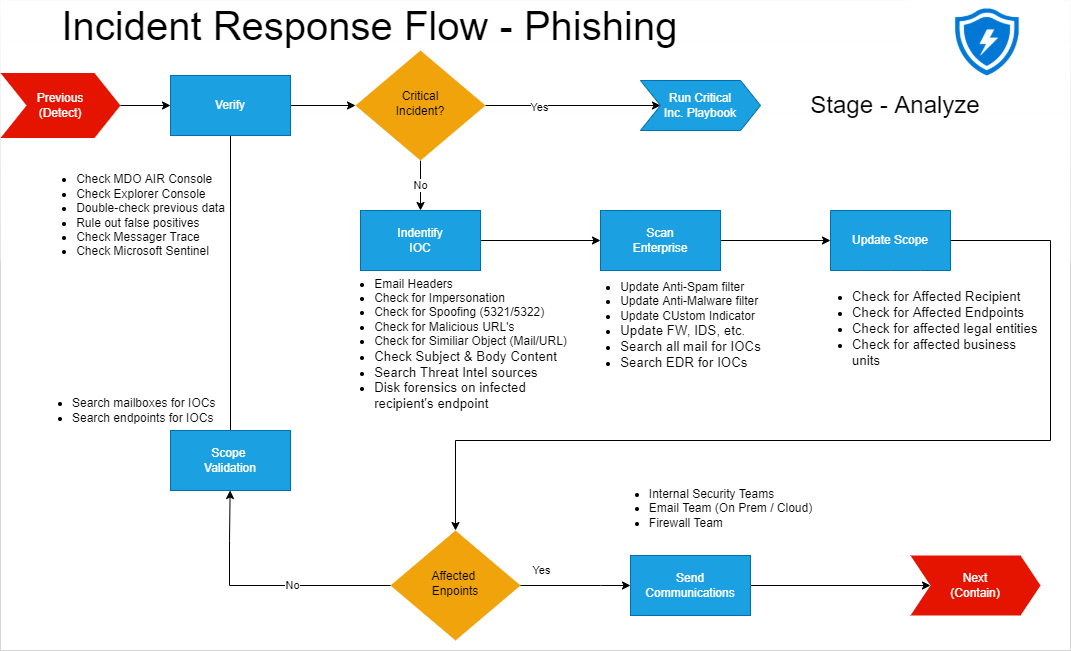 Incident Response Flow - Phishing
Previous
(Detect)
Verify
Critical
Incident?
Yes
Run Critical
Inc. Playbook
Stage - Analyze
Check MDO AIR Console
Check Explorer Console
Double-check previous data
Rule out false positives
Check Messager Trace
Check Microsoft Sentinel
No
Indentify
IOC
Scan
Enterprise
Update Scope
Email Headers
Check for Impersonation
Check for Spoofing (5321/5322)
Check for Malicious URL's
Check for Similiar Object (Mail/URL)
Check Subject & Body Content
Search Threat Intel sources
Disk forensics on infected
recipient's endpoint
Update Anti-Spam filter
Update Anti-Malware filter
Update CUstom Indicator
Update FW, IDS, etc.
Search all mail for IOCs
Search EDR for IOCs
Check for Affected Recipient
Check for Affected Endpoints
Check for affected legal entities
Check for affected business
units
Search mailboxes for IOCs
Search endpoints for IOCs
Scope
Validation
Internal Security Teams
Email Team (On Prem / Cloud)
Firewall Team
No
Affected
Enpoints
Yes
Send
Communications
Next
(Contain)